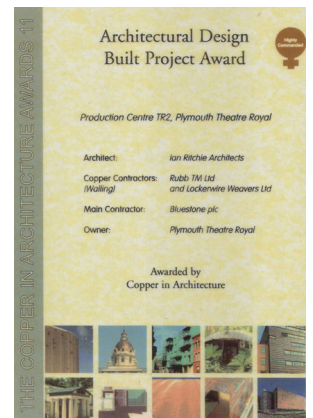 Architectural Design
Built Project Award
Highly
Commended
Production Centre TR2, Plymouth Theatre Royal
Architect: Ian Ritchie Architects
Copper Contractors: Rubb TM Ltd
(Walling) and Lockerwire Weavers Ltd
Main Contractor: Bluestone plc
Owner: Plymouth Theatre Royal
Awarded by
Copper in Architecture
THE COPPER IN ARCHITECTURE AWARDS 11